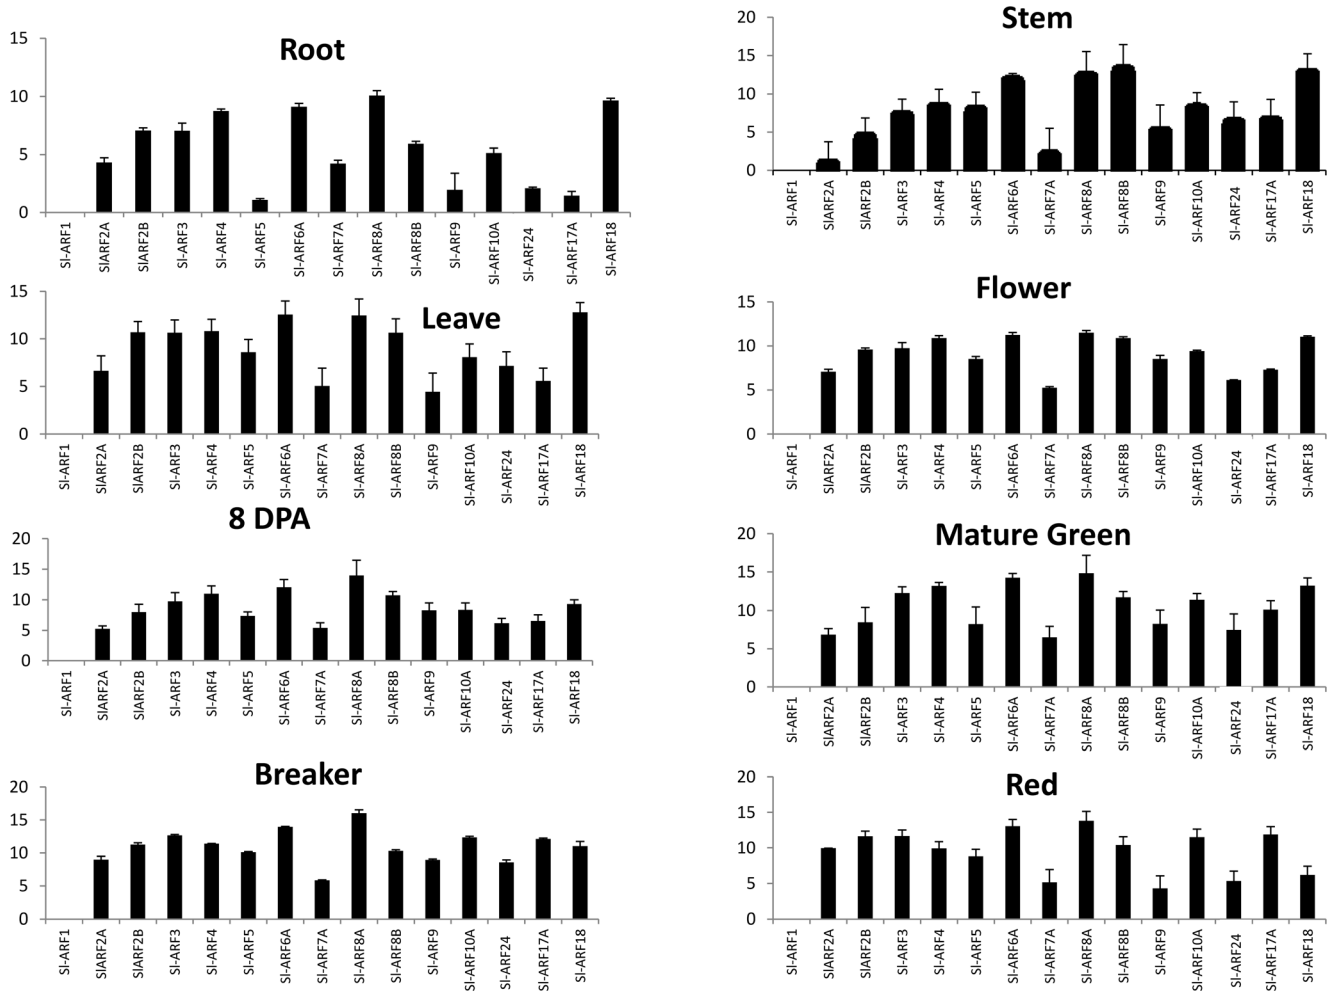 Root
15
10
5
0
Sl-ARF1 SlARF2A SlARF2B Sl-ARF3 Sl-ARF4 Sl-ARF5 Sl-ARF6A Sl-ARF7A Sl-ARF8A Sl-ARF8B Sl-ARF9 Sl-ARF10A Sl-ARF24 Sl-ARF17A Sl-ARF18
Stem
20
15
10
5
0
Sl-ARF1 SlARF2A SlARF2B Sl-ARF3 Sl-ARF4 Sl-ARF5 Sl-ARF6A Sl-ARF7A Sl-ARF8A Sl-ARF8B Sl-ARF9 Sl-ARF10A Sl-ARF24 Sl-ARF17A Sl-ARF18
Leave
15
10
5
0
Sl-ARF1 SlARF2A SlARF2B Sl-ARF3 Sl-ARF4 Sl-ARF5 Sl-ARF6A Sl-ARF7A Sl-ARF8A Sl-ARF8B Sl-ARF9 Sl-ARF10A Sl-ARF24 Sl-ARF17A Sl-ARF18
Flower
15
10
5
0
Sl-ARF1 SlARF2A SlARF2B Sl-ARF3 Sl-ARF4 Sl-ARF5 Sl-ARF6A Sl-ARF7A Sl-ARF8A Sl-ARF8B Sl-ARF9 Sl-ARF10A Sl-ARF24 Sl-ARF17A Sl-ARF18
8 DPA
20
15
10
5
0
Sl-ARF1 SlARF2A SlARF2B Sl-ARF3 Sl-ARF4 Sl-ARF5 Sl-ARF6A Sl-ARF7A Sl-ARF8A Sl-ARF8B Sl-ARF9 Sl-ARF10A Sl-ARF24 Sl-ARF17A Sl-ARF18
Mature Green
20
15
10
5
0
Sl-ARF1 SlARF2A SlARF2B Sl-ARF3 Sl-ARF4 Sl-ARF5 Sl-ARF6A Sl-ARF7A Sl-ARF8A Sl-ARF8B Sl-ARF9 Sl-ARF10A Sl-ARF24 Sl-ARF17A Sl-ARF18
Breaker
20
15
10
5
0
Sl-ARF1 SlARF2A SlARF2B Sl-ARF3 Sl-ARF4 Sl-ARF5 Sl-ARF6A Sl-ARF7A Sl-ARF8A Sl-ARF8B Sl-ARF9 Sl-ARF10A Sl-ARF24 Sl-ARF17A Sl-ARF18
Red
20
15
10
5
0
Sl-ARF1 SlARF2A SlARF2B Sl-ARF3 Sl-ARF4 Sl-ARF5 Sl-ARF6A Sl-ARF7A Sl-ARF8A Sl-ARF8B Sl-ARF9 Sl-ARF10A Sl-ARF24 Sl-ARF17A Sl-ARF18